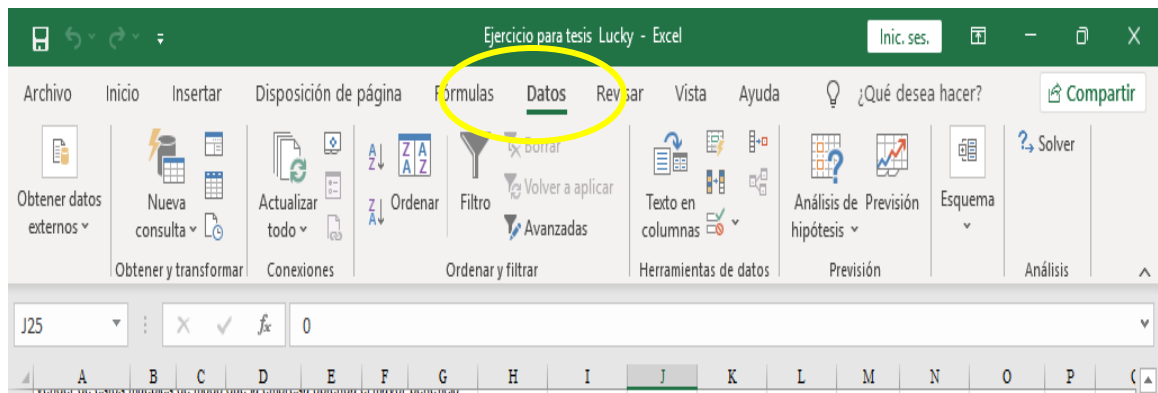 Ejercicio para tesis Lucky - Excel
Inic. ses.
Archivo Inicio Insertar Disposición de página Fórmulas Datos Revisar Vista Ayuda ¿Qué desea hacer? Compartir
Obtener datos externos
Nueva consulta
Obtener y transformar
Actualizar todo
Conexiones
Ordenar
Filtro
Borrar
Volver a aplicar
Avanzadas
Ordenar y filtrar
Texto en columnas
Herramientas de datos
Análisis de hipótesis
Previsión
Previsión
Esquema
Solver
Análisis
J25 fx 0
A B C D E F G H I J K L M N O P